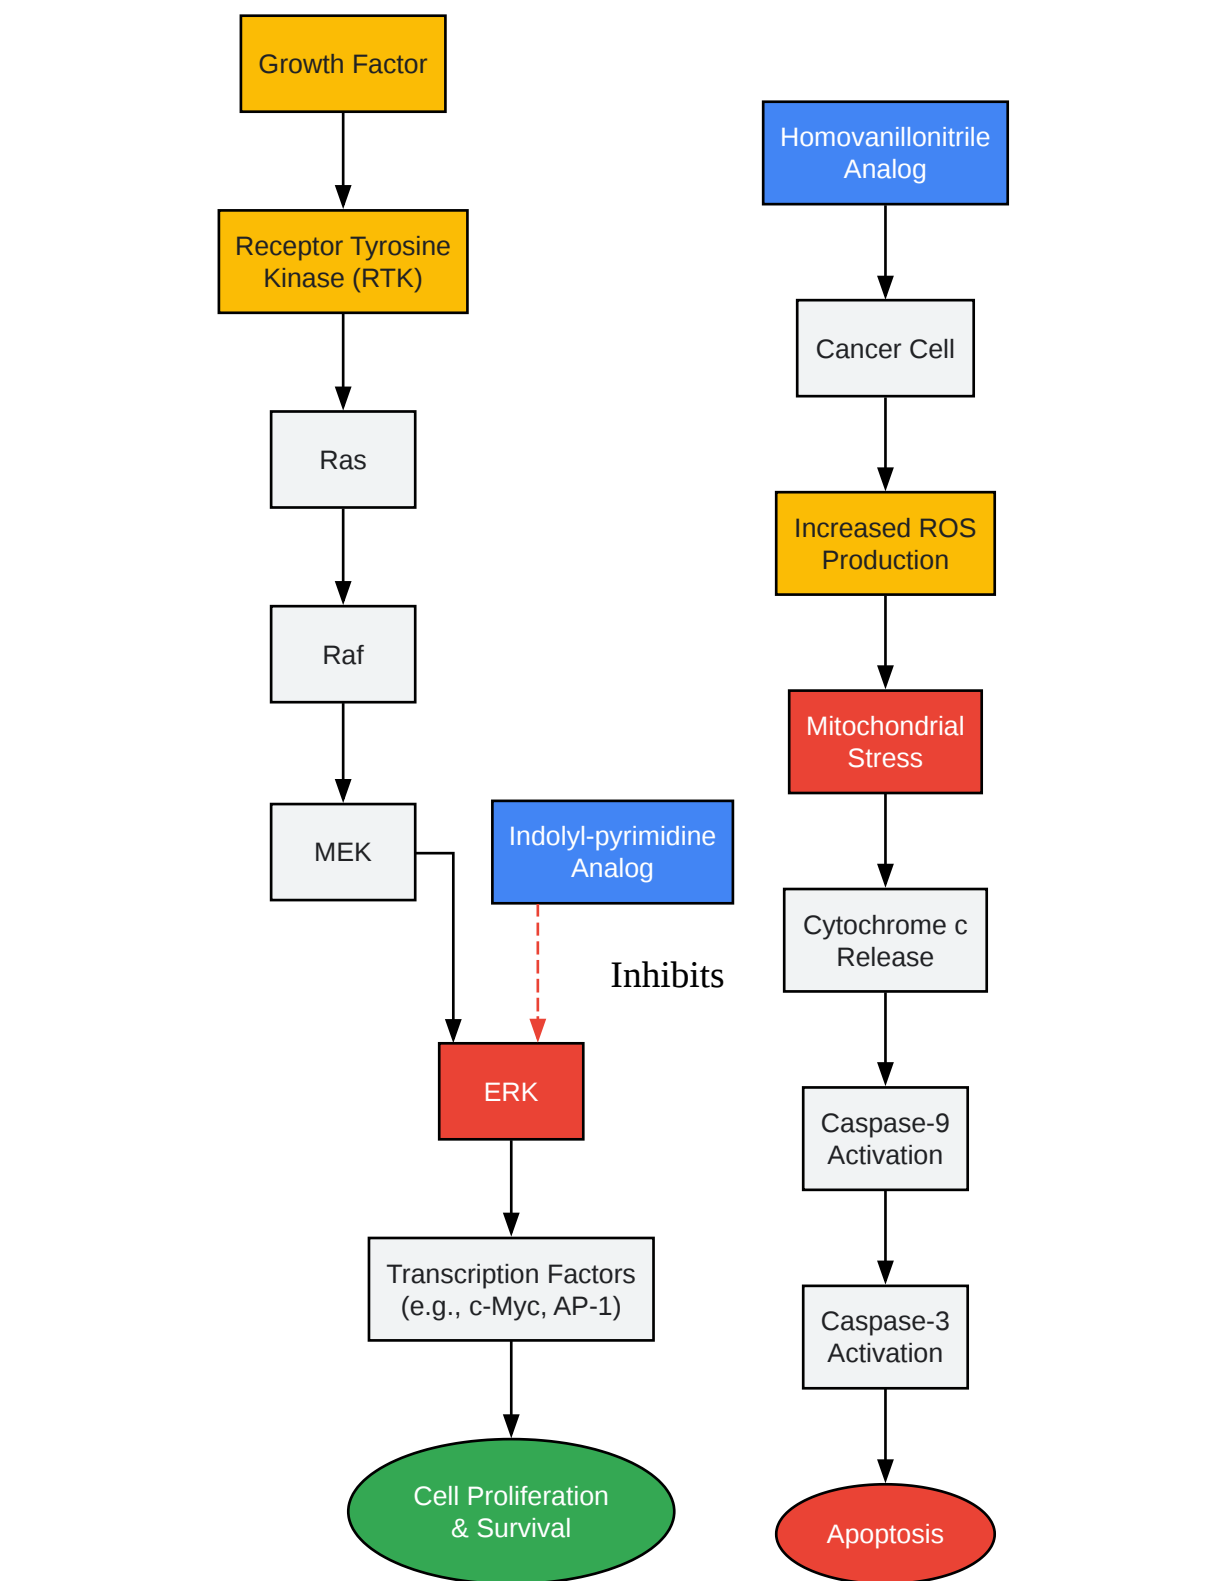 Growth Factor
Receptor Tyrosine
Kinase (RTK)
Ras
Raf
MEK
Indolyl-pyrimidine
Analog
Inhibits
ERK
Transcription Factors
(e.g., c-Myc, AP-1)
Cell Proliferation
& Survival
Homovanillonitrile
Analog
Cancer Cell
Increased ROS
Production
Mitochondrial
Stress
Cytochrome c
Release
Caspase-9
Activation
Caspase-3
Activation
Apoptosis